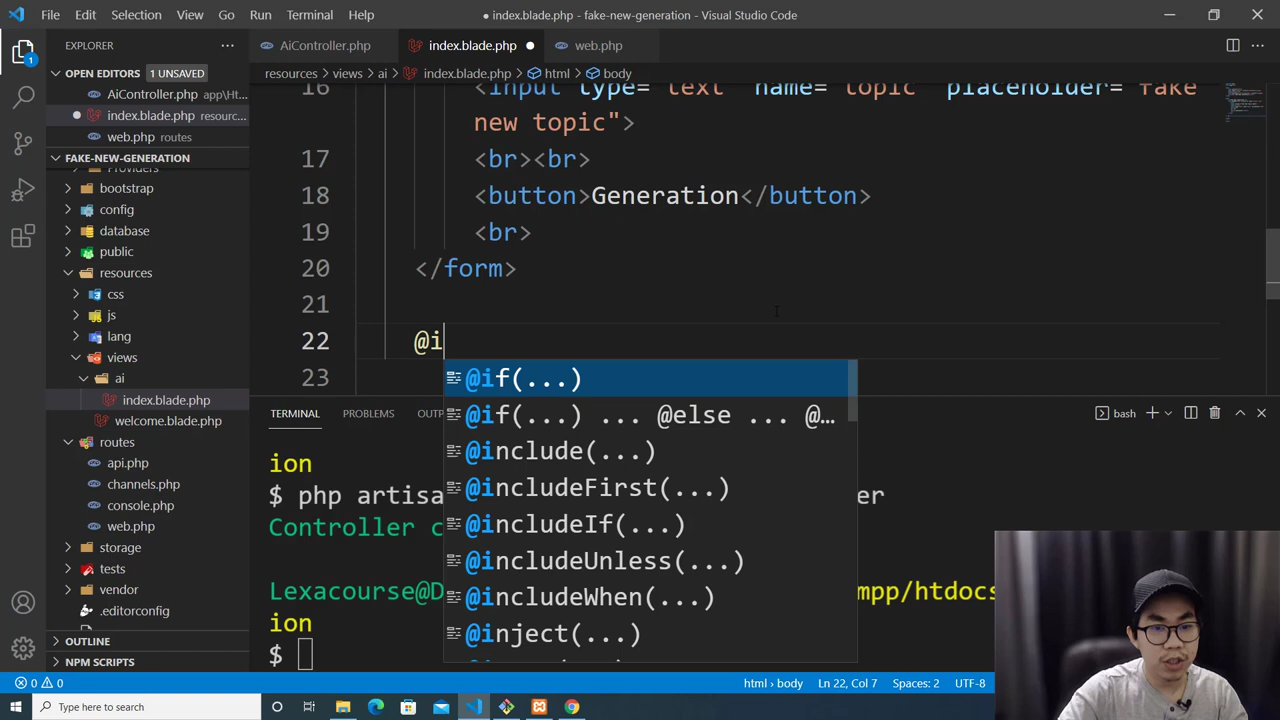 File Edit Selection View Go Run Terminal Help
● index.blade.php - fake-new-generation - Visual Studio Code
EXPLORER
AiController.php index.blade.php web.php
OPEN EDITORS 1 UNSAVED
resources > views > ai > index.blade.php > html > body
AiController.php app\Ht...
index.blade.php resourc...
web.php routes
FAKE-NEW-GENERATION
Providers
bootstrap
config
database
public
resources
css
js
lang
views
ai
index.blade.php
welcome.blade.php
routes
api.php
channels.php
console.php
web.php
storage
tests
vendor
.editorconfig
OUTLINE
NPM SCRIPTS
16 <input type="text" name="topic" placeholder="fake
new topic">
17 <br><br>
18 <button>Generation</button>
19 <br>
20 </form>
21
22 @i
23
@if(...)
@if(...) ... @else ... @...
@include(...)
@includeFirst(...)
@includeIf(...)
@includeUnless(...)
@includeWhen(...)
@inject(...)
TERMINAL PROBLEMS OUTP
bash
ion
$ php artisa er
Controller c
Lexacourse@D mpp/htdocs
ion
$
0 0 html › body Ln 22, Col 7 Spaces: 2 UTF-8
Type here to search
1